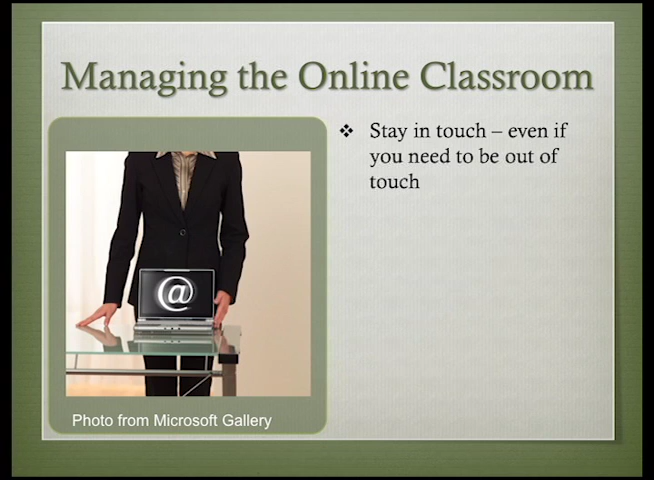 Managing the Online Classroom
❖ Stay in touch – even if
you need to be out of
touch
@
Photo from Microsoft Gallery